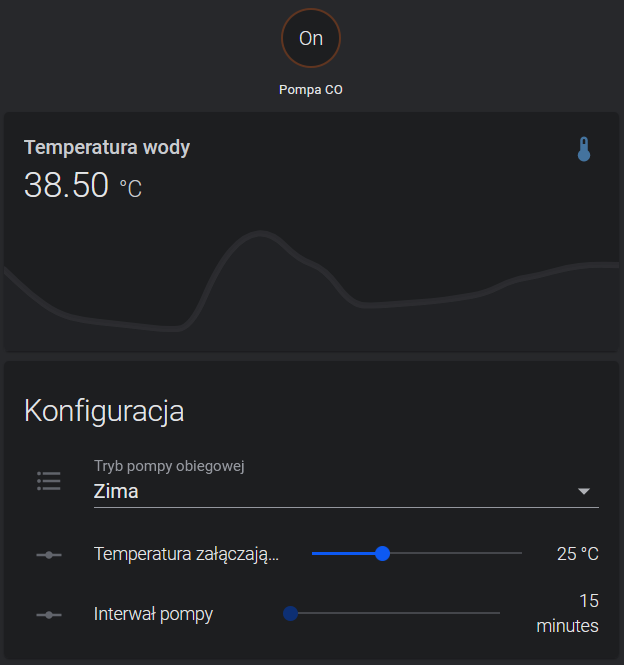 On
Pompa CO
Temperatura wody
38.50 °C
Konfiguracja
Tryb pompy obiegowej
Zima
Temperatura załączają... 25 °C
Interwał pompy 15
minutes